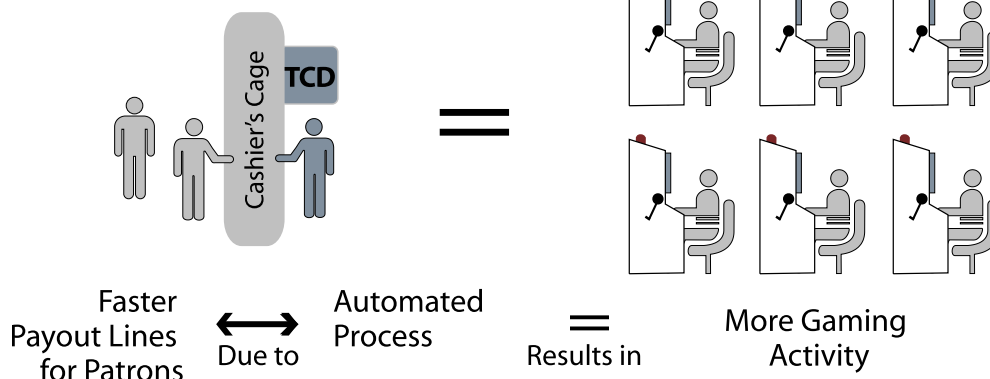 Cashier's Cage
TCD
Faster
Payout Lines
for Patrons
Due to
Automated
Process
Results in
More Gaming
Activity